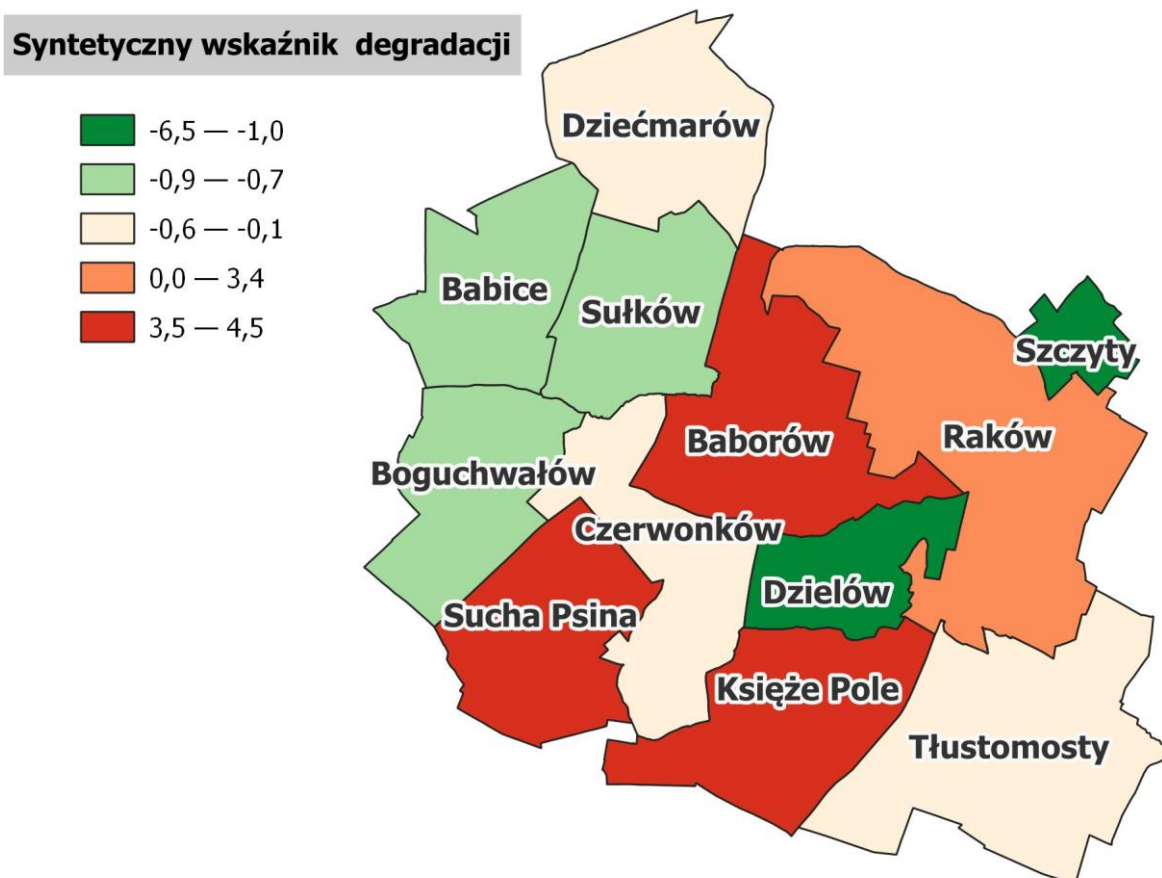 Syntetyczny wskaźnik degradacji
-6,5 — -1,0
-0,9 — -0,7
-0,6 — -0,1
0,0 — 3,4
3,5 — 4,5
Dziećmarów
Babice
Sułków
Szczyty
Baborów
Raków
Boguchwałów
Czerwonków
Dzielów
Sucha Psina
Księże Pole
Tłustomosty